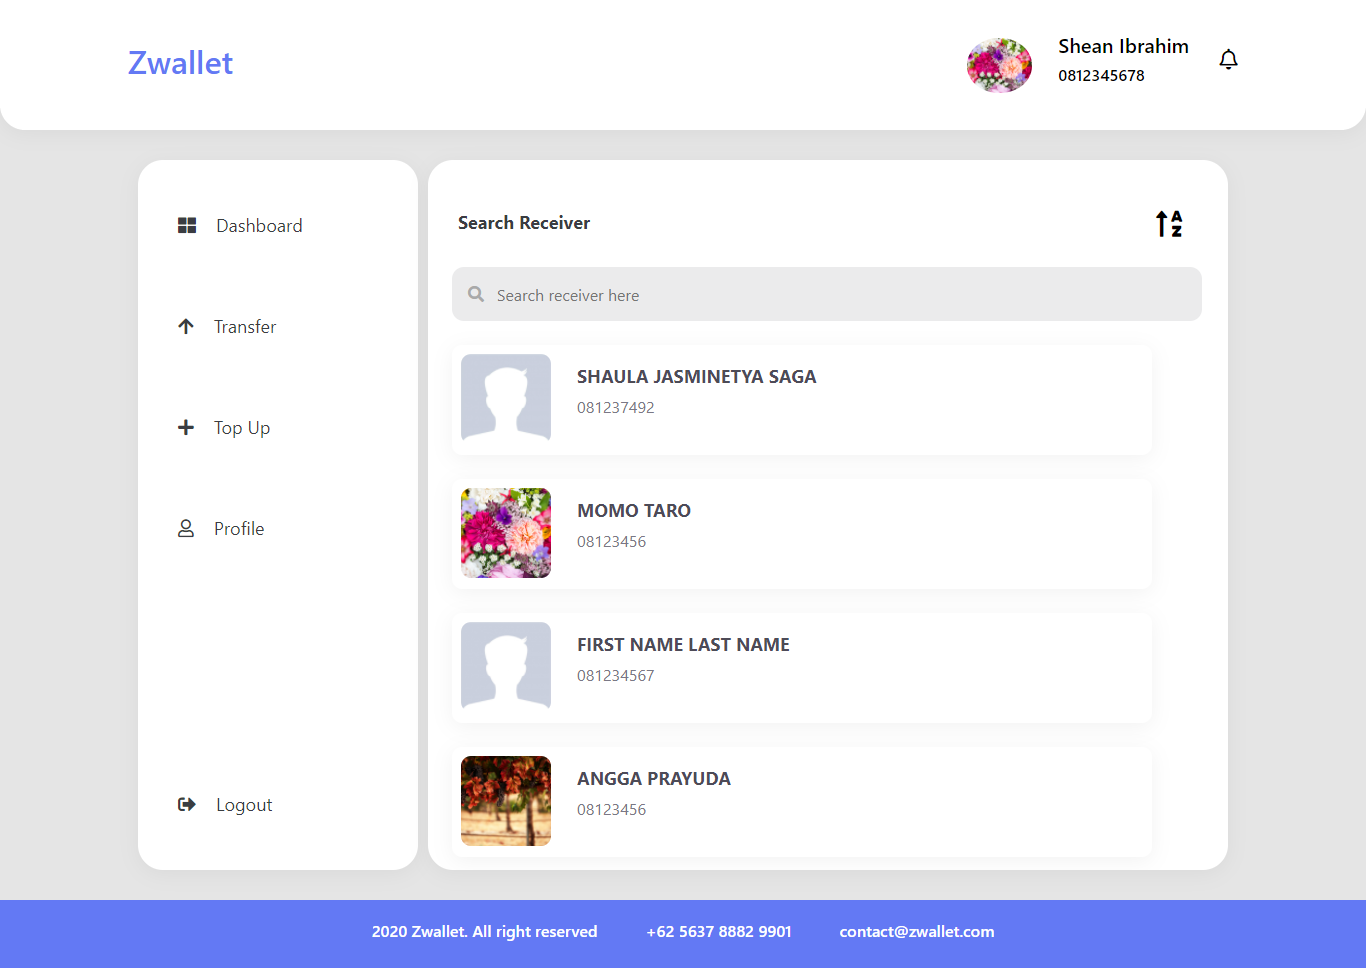 Zwallet
Shean Ibrahim
0812345678
Dashboard
Transfer
Top Up
Profile
Logout
Search Receiver
A
Z
Search receiver here
SHAULA JASMINETYA SAGA
081237492
MOMO TARO
08123456
FIRST NAME LAST NAME
081234567
ANGGA PRAYUDA
08123456
2020 Zwallet. All right reserved
+62 5637 8882 9901
contact@zwallet.com